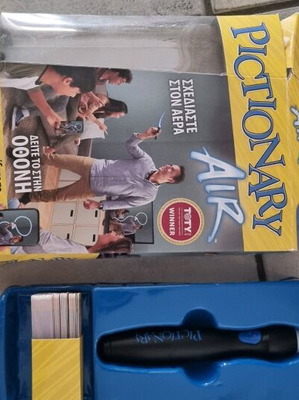 PICTIONARY
AIR
ΣΧΕΔΙΑΣΤΕ
ΣΤΟΝ ΑΕΡΑ
ΔΕΙΤΕ ΤΟ ΣΤΗΝ
ΟΘΟΝΗ
TOTY
WINNER
PICTIONARY